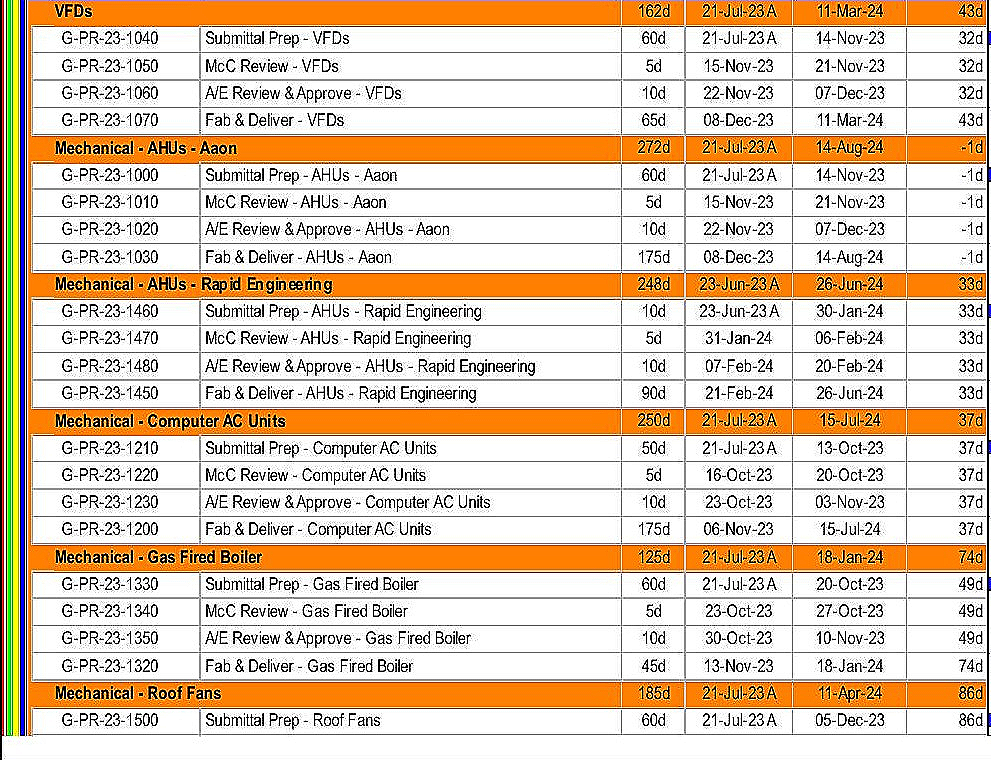 VFDs 162d 21-Jul-23 A 11-Mar-24 43d
G-PR-23-1040 Submittal Prep - VFDs 60d 21-Jul-23 A 14-Nov-23 32d
G-PR-23-1050 McC Review - VFDs 5d 15-Nov-23 21-Nov-23 32d
G-PR-23-1060 A/E Review & Approve - VFDs 10d 22-Nov-23 07-Dec-23 32d
G-PR-23-1070 Fab & Deliver - VFDs 65d 08-Dec-23 11-Mar-24 43d
Mechanical - AHUs - Aaon 272d 21-Jul-23 A 14-Aug-24 -1d
G-PR-23-1000 Submittal Prep - AHUs - Aaon 60d 21-Jul-23 A 14-Nov-23 -1d
G-PR-23-1010 McC Review - AHUs - Aaon 5d 15-Nov-23 21-Nov-23 -1d
G-PR-23-1020 A/E Review & Approve - AHUs - Aaon 10d 22-Nov-23 07-Dec-23 -1d
G-PR-23-1030 Fab & Deliver - AHUs - Aaon 175d 08-Dec-23 14-Aug-24 -1d
Mechanical - AHUs - Rapid Engineering 248d 23-Jun-23 A 26-Jun-24 33d
G-PR-23-1460 Submittal Prep - AHUs - Rapid Engineering 10d 23-Jun-23 A 30-Jan-24 33d
G-PR-23-1470 McC Review - AHUs - Rapid Engineering 5d 31-Jan-24 06-Feb-24 33d
G-PR-23-1480 A/E Review & Approve - AHUs - Rapid Engineering 10d 07-Feb-24 20-Feb-24 33d
G-PR-23-1450 Fab & Deliver - AHUs - Rapid Engineering 90d 21-Feb-24 26-Jun-24 33d
Mechanical - Computer AC Units 250d 21-Jul-23 A 15-Jul-24 37d
G-PR-23-1210 Submittal Prep - Computer AC Units 50d 21-Jul-23 A 13-Oct-23 37d
G-PR-23-1220 McC Review - Computer AC Units 5d 16-Oct-23 20-Oct-23 37d
G-PR-23-1230 A/E Review & Approve - Computer AC Units 10d 23-Oct-23 03-Nov-23 37d
G-PR-23-1200 Fab & Deliver - Computer AC Units 175d 06-Nov-23 15-Jul-24 37d
Mechanical - Gas Fired Boiler 125d 21-Jul-23 A 18-Jan-24 74d
G-PR-23-1330 Submittal Prep - Gas Fired Boiler 60d 21-Jul-23 A 20-Oct-23 49d
G-PR-23-1340 McC Review - Gas Fired Boiler 5d 23-Oct-23 27-Oct-23 49d
G-PR-23-1350 A/E Review & Approve - Gas Fired Boiler 10d 30-Oct-23 10-Nov-23 49d
G-PR-23-1320 Fab & Deliver - Gas Fired Boiler 45d 13-Nov-23 18-Jan-24 74d
Mechanical - Roof Fans 185d 21-Jul-23 A 11-Apr-24 86d
G-PR-23-1500 Submittal Prep - Roof Fans 60d 21-Jul-23 A 05-Dec-23 86d